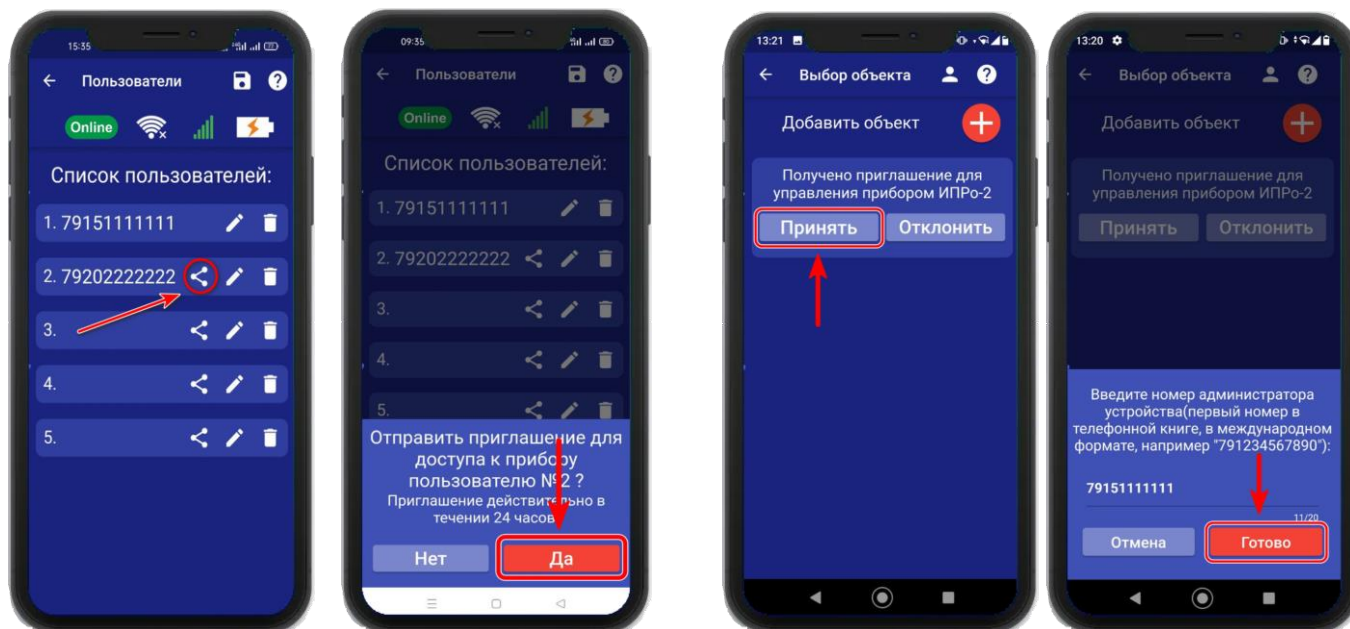 15:35
Пользователи
Online
Список пользователей:
1. 79151111111
2. 79202222222
3.
4.
5.
09:35
Пользователи
Online
Список пользователей:
1. 79151111111
2. 79202222222
3.
4.
5.
Отправить приглашение для
доступа к прибору
пользователю №2 ?
Приглашение действительно в
течении 24 часов
Нет
Да
13:21
Выбор объекта
Добавить объект
Получено приглашение для
управления прибором ИПРо-2
Принять
Отклонить
13:20
Выбор объекта
Добавить объект
Получено приглашение для
управления прибором ИПРо-2
Принять
Отклонить
Введите номер администратора
устройства(первый номер в
телефонной книге, в международном
формате, например "791234567890"):
79151111111
11/20
Отмена
Готово